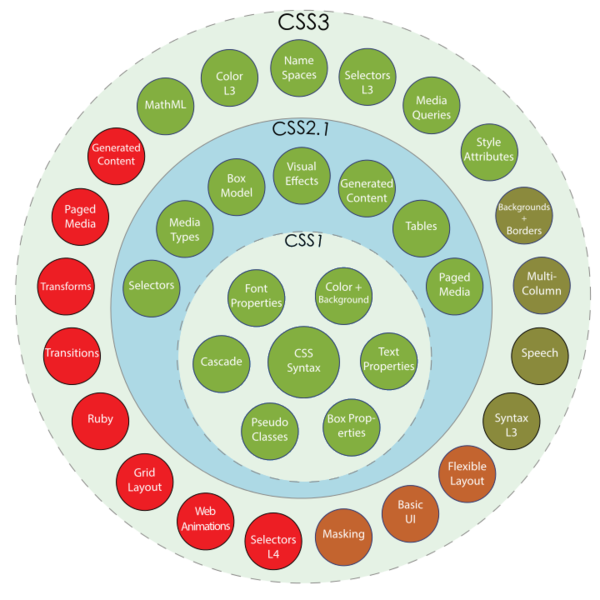 CSS3
Name
Spaces
Selectors
L3
Media
Queries
Style
Attributes
Backgrounds
+
Borders
Multi-
Column
Speech
Syntax
L3
Flexible
Layout
Basic
UI
Masking
Selectors
L4
Web
Animations
Grid
Layout
Ruby
Transitions
Transforms
Paged
Media
Generated
Content
MathML
Color
L3
CSS2.1
Selectors
Media
Types
Box
Model
Visual
Effects
Generated
Content
Tables
Paged
Media
CSS1
Font
Properties
Color +
Background
Cascade
CSS
Syntax
Text
Properties
Pseudo
Classes
Box Prop-
erties